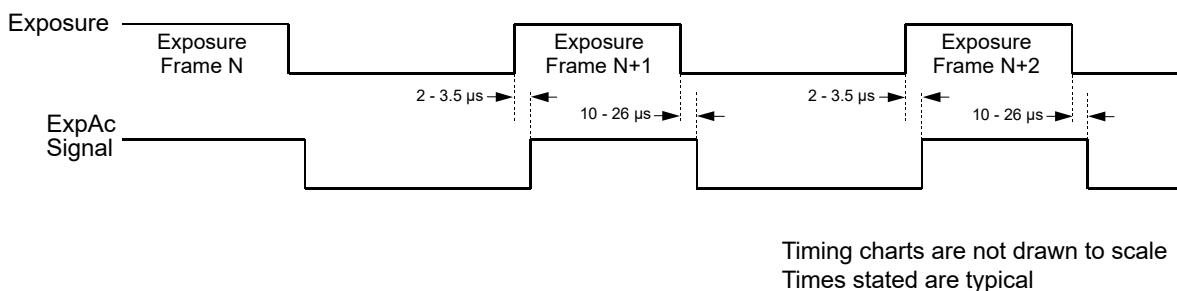 Exposure
Exposure
Frame N
Exposure
Frame N+1
Exposure
Frame N+2
2 - 3.5 µs
10 - 26 µs
2 - 3.5 µs
10 - 26 µs
ExpAc
Signal
Timing charts are not drawn to scale
Times stated are typical